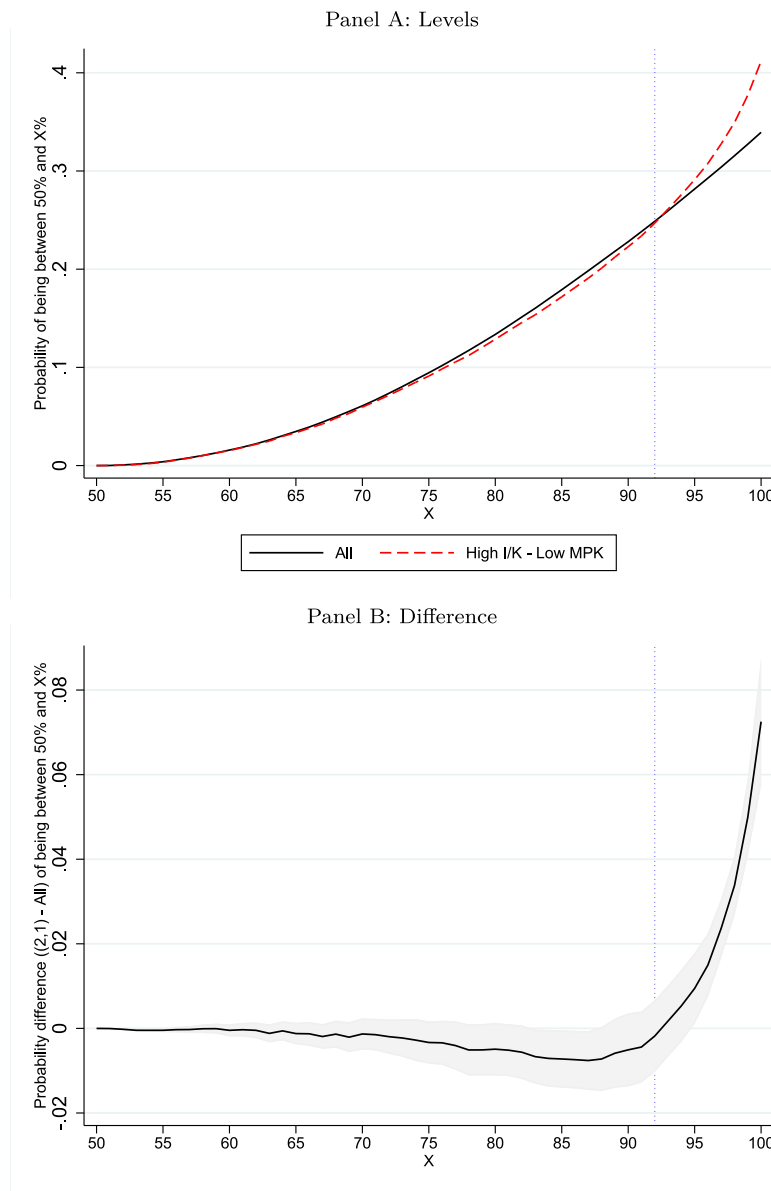 Panel A: Levels
Probability of being between 50% and X%
.4
.3
.2
.1
0
50 55 60 65 70 75 80 85 90 95 100
X
All High I/K - Low MPK
Panel B: Difference
Probability difference ((2,1) - All) of being between 50% and X%
.08
.06
.04
.02
0
-.02
50 55 60 65 70 75 80 85 90 95 100
X